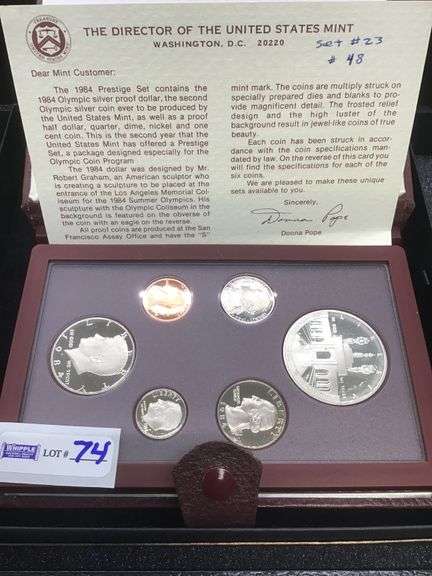 THE DIRECTOR OF THE UNITED STATES MINT
WASHINGTON, D.C. 20220
Set #23
# 48
Dear Mint Customer:
The 1984 Prestige Set contains the
1984 Olympic silver proof dollar, the second
Olympic silver coin ever to be produced by
the United States Mint, as well as a proof
half dollar, quarter, dime, nickel and one
cent coin. This is the second year that the
United States Mint has offered a Prestige
Set, a package designed especially for the
Olympic Coin Program
The 1984 dollar was designed by Mr.
Robert Graham, an American sculptor who
is creating a sculpture to be placed at the
entrance of the Los Angeles Memorial Coli-
seum for the 1984 Summer Olympics. His
sculpture with the Olympic Coliseum in the
background is featured on the obverse of
the coin with an eagle on the reverse.
All proof coins are produced at the San
Francisco Assay Office and have the "S"
mint mark. The coins are multiply struck on
specially prepared dies and blanks to pro-
vide magnificent detail. The frosted relief
design and the high luster of the
background result in jewel-like coins of true
beauty.
Each coin has been struck in accor-
dance with the coin specifications man-
dated by law. On the reverse of this card you
will find the specifications for each of the
six coins.
We are pleased to make these unique
sets available to you.
Sincerely,
Donna Pope
Donna Pope
WHIPPLE
LOT # 74
LIBERTY